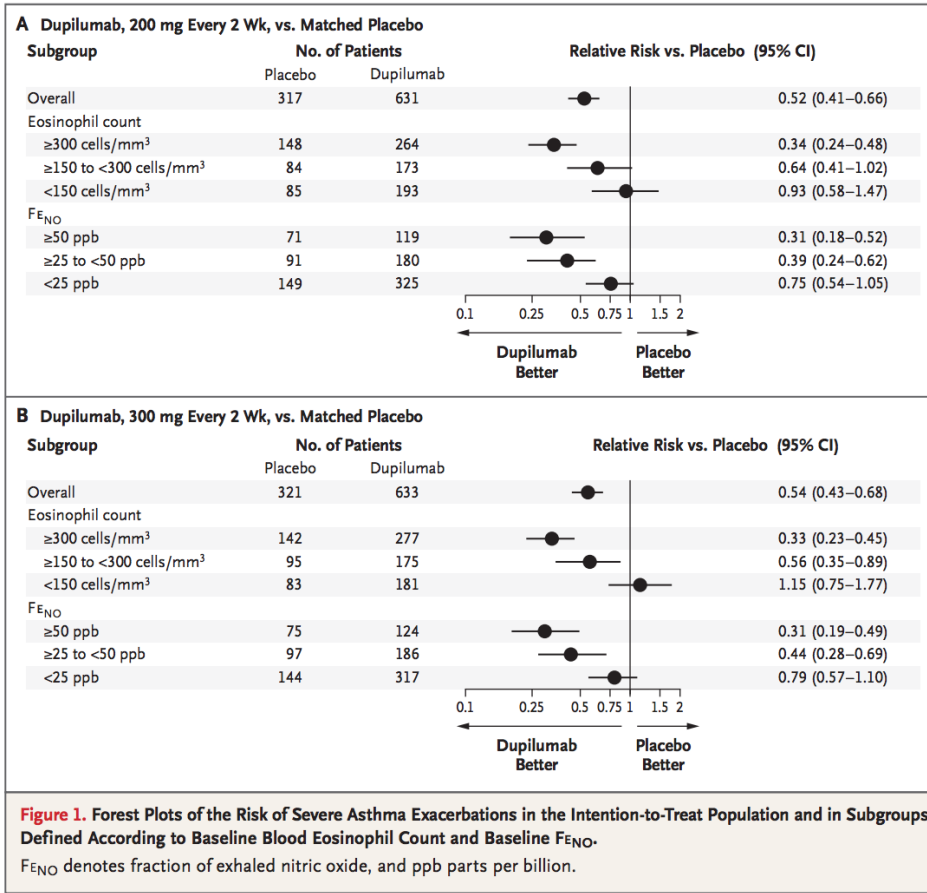 A Dupilumab, 200 mg Every 2 Wk, vs. Matched Placebo
Subgroup No. of Patients Relative Risk vs. Placebo (95% CI)
Placebo Dupilumab
Overall 317 631 0.52 (0.41–0.66)
Eosinophil count
≥300 cells/mm³ 148 264 0.34 (0.24–0.48)
≥150 to <300 cells/mm³ 84 173 0.64 (0.41–1.02)
<150 cells/mm³ 85 193 0.93 (0.58–1.47)
FENO
≥50 ppb 71 119 0.31 (0.18–0.52)
≥25 to <50 ppb 91 180 0.39 (0.24–0.62)
<25 ppb 149 325 0.75 (0.54–1.05)
0.1 0.25 0.5 0.75 1 1.5 2
Dupilumab Placebo
Better Better
B Dupilumab, 300 mg Every 2 Wk, vs. Matched Placebo
Subgroup No. of Patients Relative Risk vs. Placebo (95% CI)
Placebo Dupilumab
Overall 321 633 0.54 (0.43–0.68)
Eosinophil count
≥300 cells/mm³ 142 277 0.33 (0.23–0.45)
≥150 to <300 cells/mm³ 95 175 0.56 (0.35–0.89)
<150 cells/mm³ 83 181 1.15 (0.75–1.77)
FENO
≥50 ppb 75 124 0.31 (0.19–0.49)
≥25 to <50 ppb 97 186 0.44 (0.28–0.69)
<25 ppb 144 317 0.79 (0.57–1.10)
0.1 0.25 0.5 0.75 1 1.5 2
Dupilumab Placebo
Better Better
Figure 1. Forest Plots of the Risk of Severe Asthma Exacerbations in the Intention-to-Treat Population and in Subgroups
Defined According to Baseline Blood Eosinophil Count and Baseline FENO.
FENO denotes fraction of exhaled nitric oxide, and ppb parts per billion.